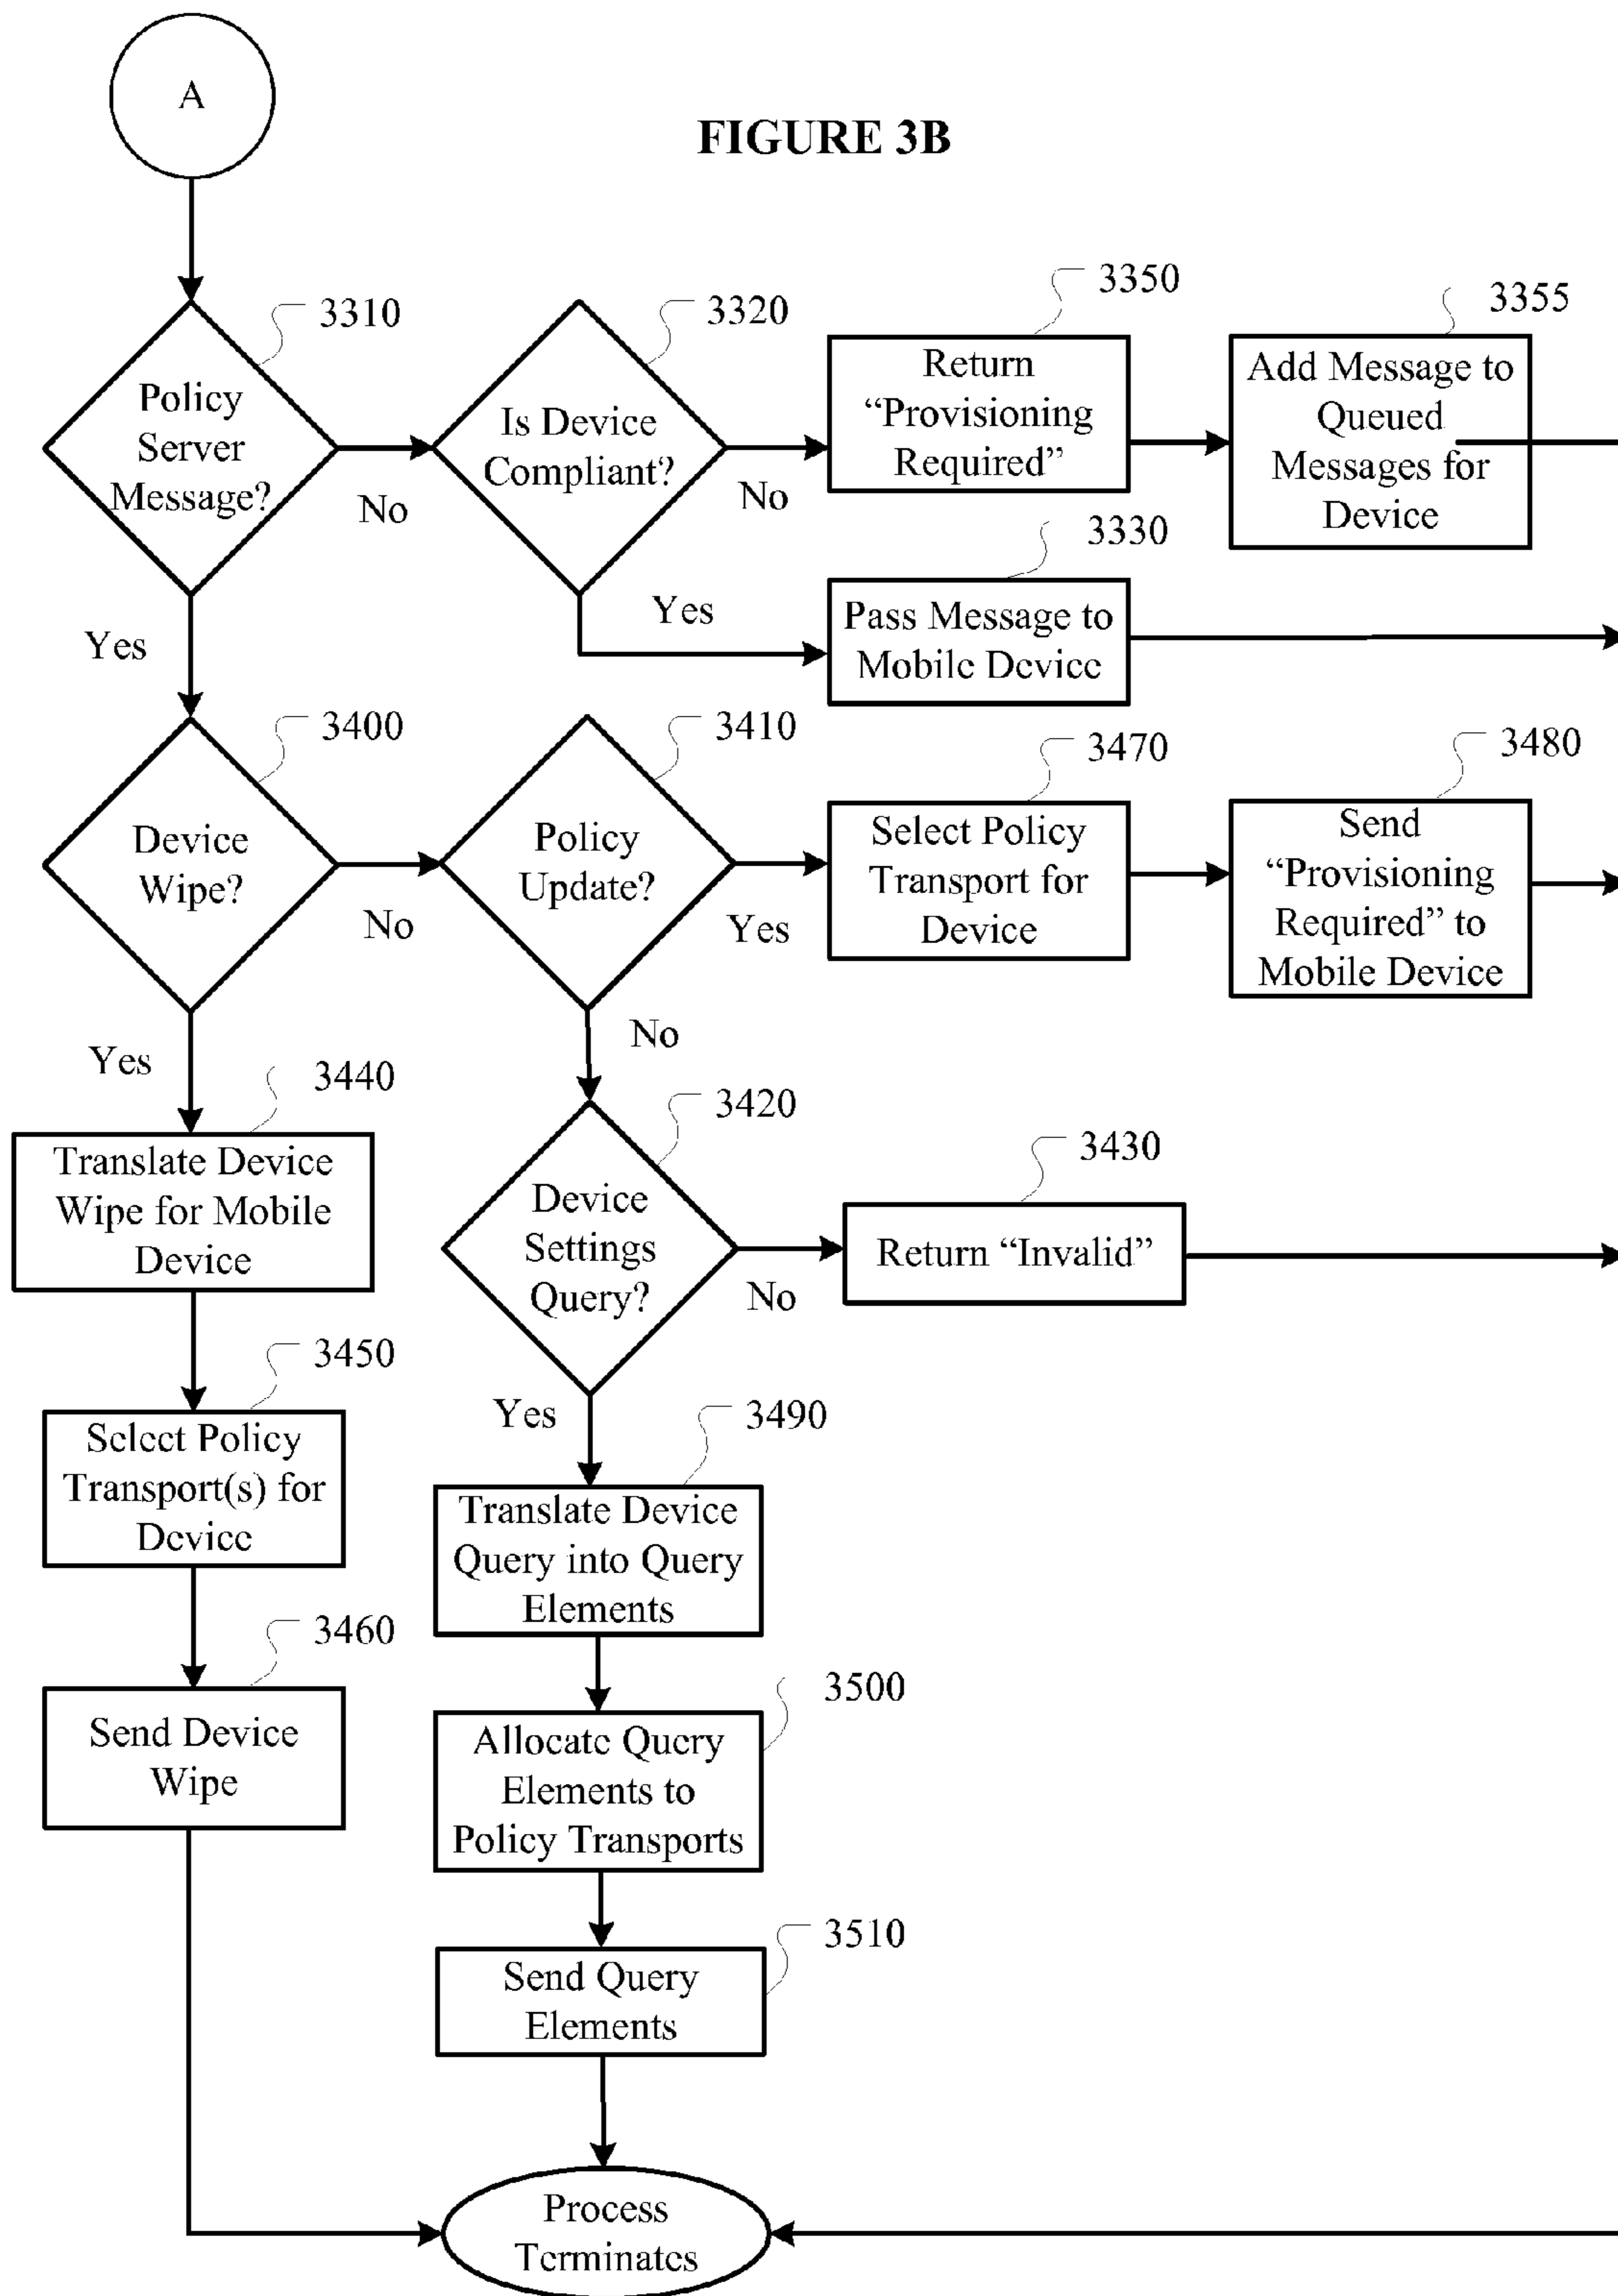 A
FIGURE 3B
3310
Policy
Server
Message?
No
Yes
3320
Is Device
Compliant?
No
Yes
3350
Return
“Provisioning
Required”
3355
Add Message to
Queued
Messages for
Device
3330
Pass Message to
Mobile Device
3400
Device
Wipe?
No
Yes
3410
Policy
Update?
Yes
No
3470
Select Policy
Transport for
Device
3480
Send
“Provisioning
Required” to
Mobile Device
3440
Translate Device
Wipe for Mobile
Device
3420
Device
Settings
Query?
No
Yes
3430
Return “Invalid”
3450
Select Policy
Transport(s) for
Device
3490
Translate Device
Query into Query
Elements
3460
Send Device
Wipe
3500
Allocate Query
Elements to
Policy Transports
3510
Send Query
Elements
Process
Terminates